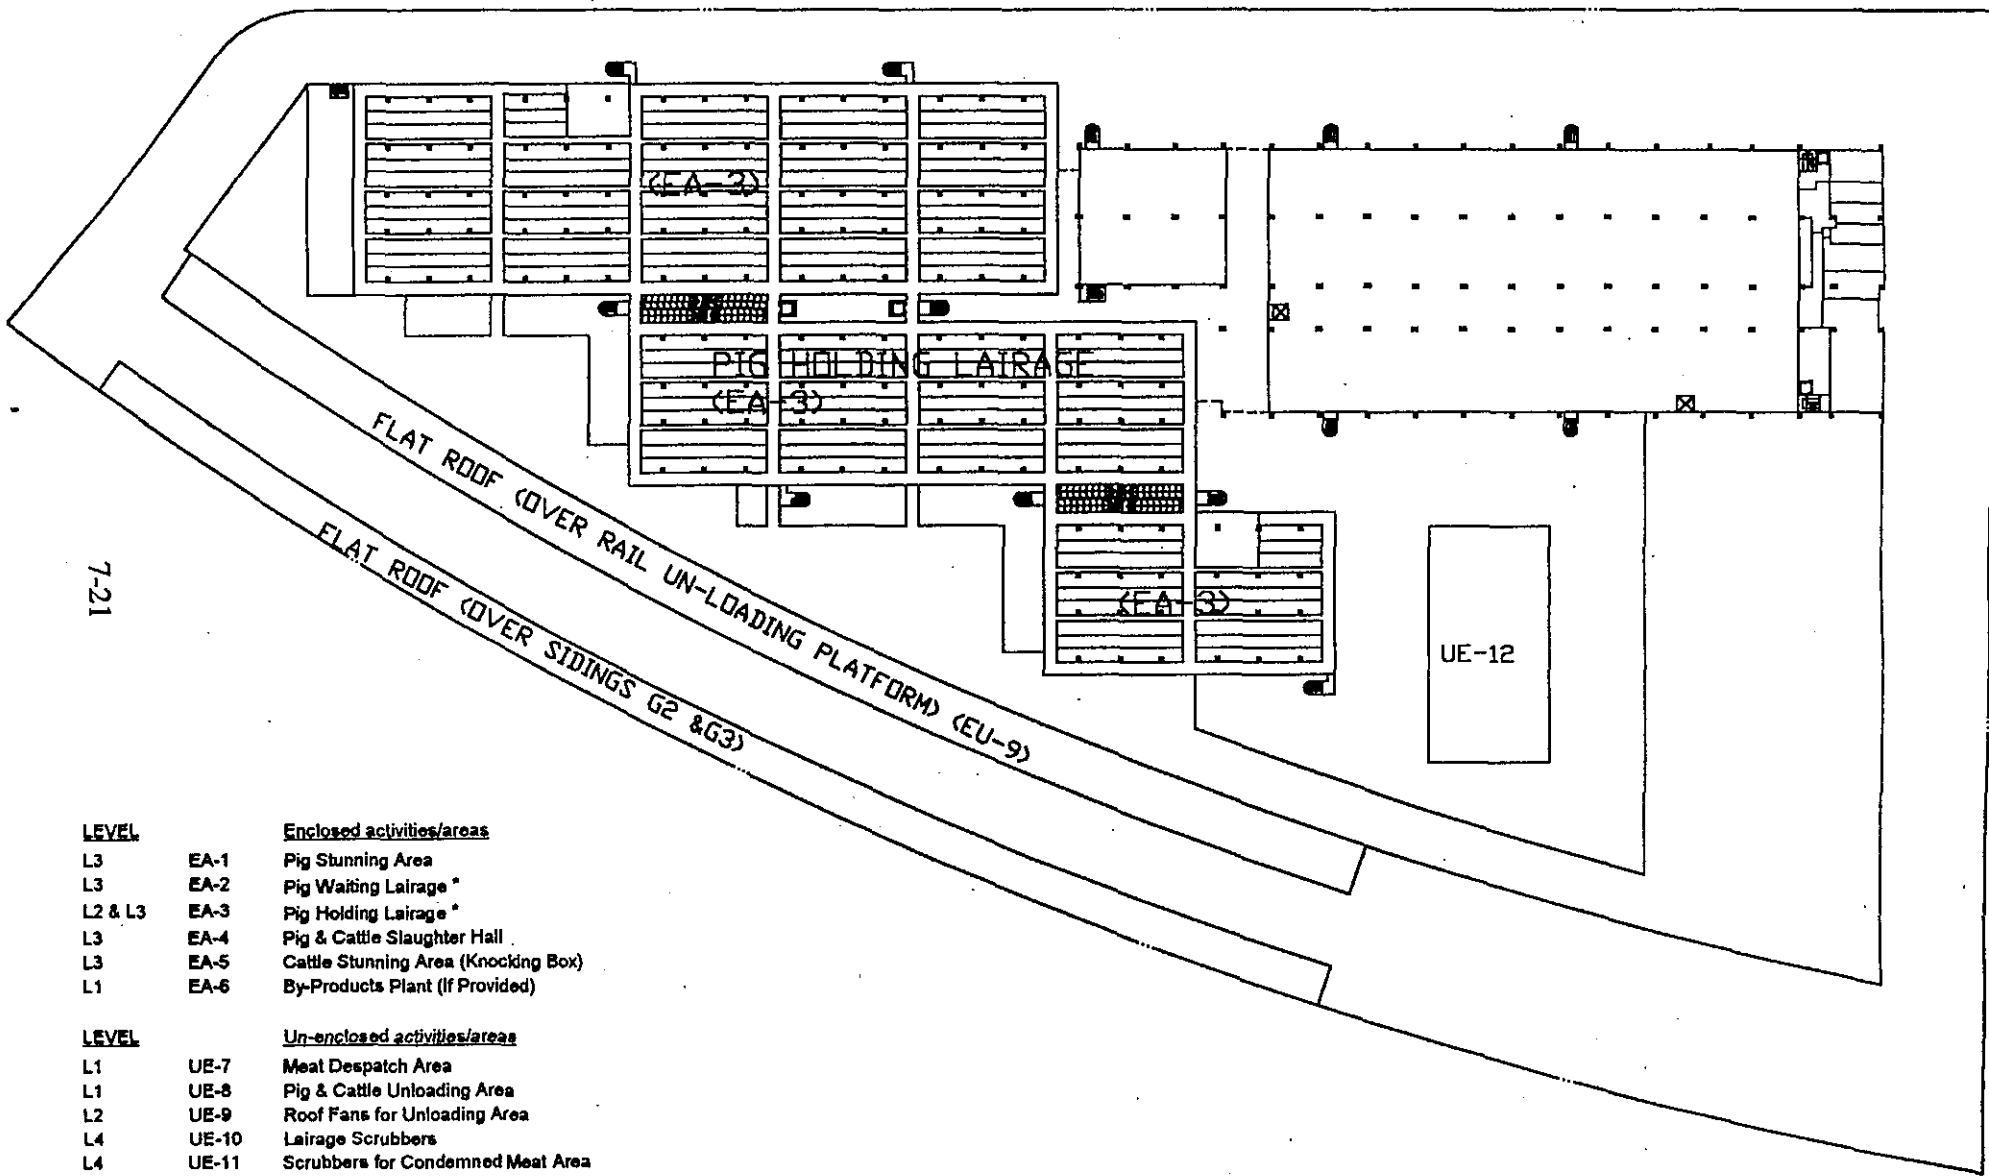 (EA-3)
PIG HOLDING LAIRAGE
(EA-3)
FLAT ROOF (OVER RAIL UN-LOADING PLATFORM) (EU-9)
FLAT ROOF (OVER SIDINGS G2 &G3)
(EA-3)
UE-12
7-21
LEVEL Enclosed activities/areas
L3 EA-1 Pig Stunning Area
L3 EA-2 Pig Waiting Lairage *
L2 & L3 EA-3 Pig Holding Lairage *
L3 EA-4 Pig & Cattle Slaughter Hall
L3 EA-5 Cattle Stunning Area (Knocking Box)
L1 EA-6 By-Products Plant (If Provided)
LEVEL Un-enclosed activities/areas
L1 UE-7 Meat Despatch Area
L1 UE-8 Pig & Cattle Unloading Area
L2 UE-9 Roof Fans for Unloading Area
L4 UE-10 Lairage Scrubbers
L4 UE-11 Scrubbers for Condemned Meat Area